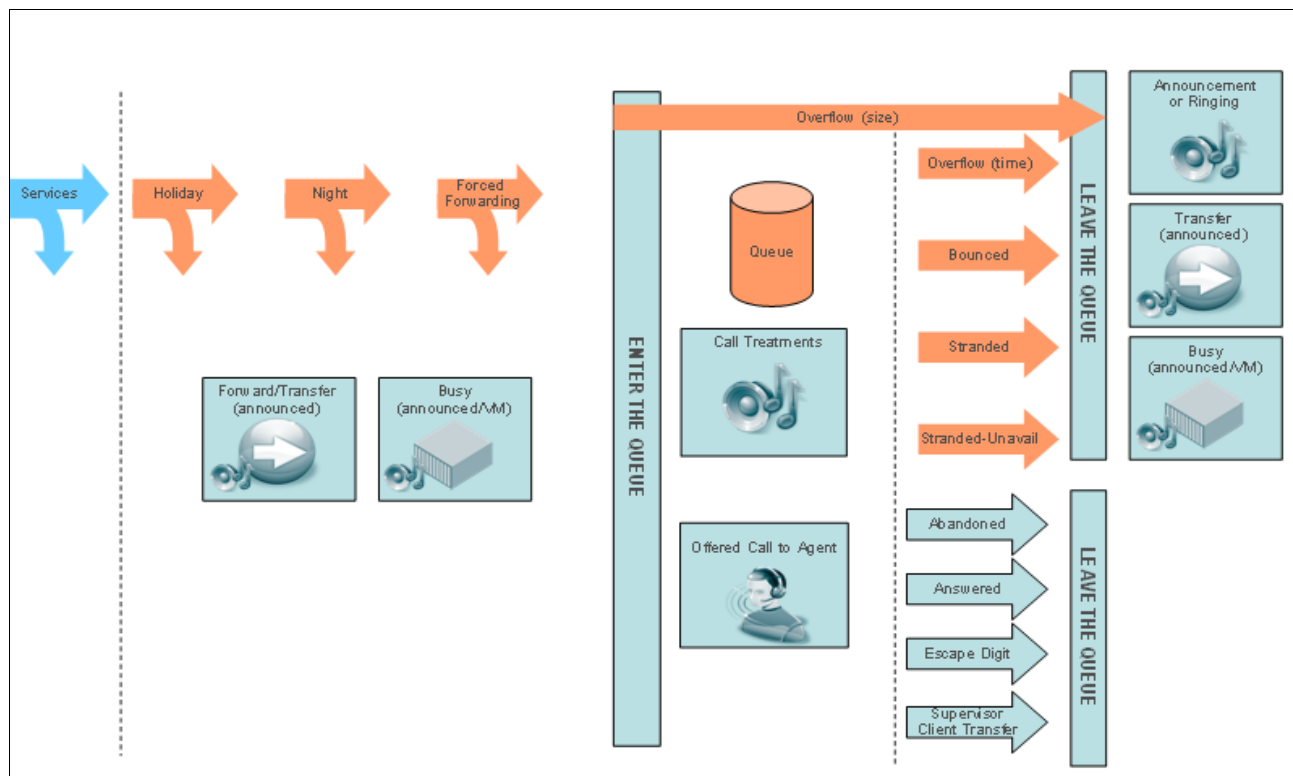 Services
Holiday
Night
Forced
Forwarding
Forward/Transfer
(announced)
Busy
(announced/VM)
ENTER THE QUEUE
Overflow (size)
Queue
Call Treatments
Offered Call to Agent
Overflow (time)
Bounced
Stranded
Stranded-Unavail
Abandoned
Answered
Escape Digit
Supervisor
Client Transfer
LEAVE THE QUEUE
LEAVE THE QUEUE
Announcement
or Ringing
Transfer
(announced)
Busy
(announced/VM)